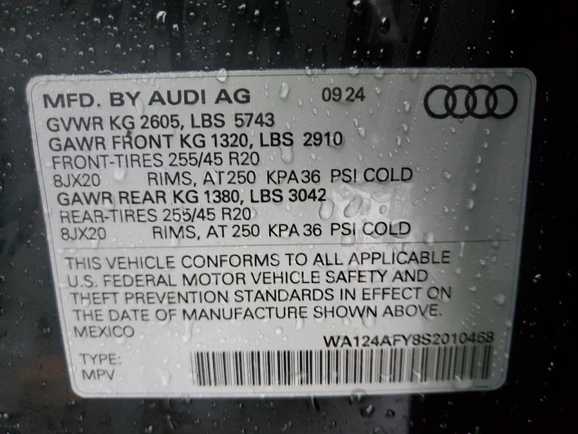 MFD. BY AUDI AG 09 24
GVWR KG 2605, LBS 5743
GAWR FRONT KG 1320, LBS 2910
FRONT-TIRES 255/45 R20
8JX20 RIMS, AT 250 KPA 36 PSI COLD
GAWR REAR KG 1380, LBS 3042
REAR-TIRES 255/45 R20
8JX20 RIMS, AT 250 KPA 36 PSI COLD
THIS VEHICLE CONFORMS TO ALL APPLICABLE
U.S. FEDERAL MOTOR VEHICLE SAFETY AND
THEFT PREVENTION STANDARDS IN EFFECT ON
THE DATE OF MANUFACTURE SHOWN ABOVE.
MEXICO
WA124AFY8S2010468
TYPE:
MPV